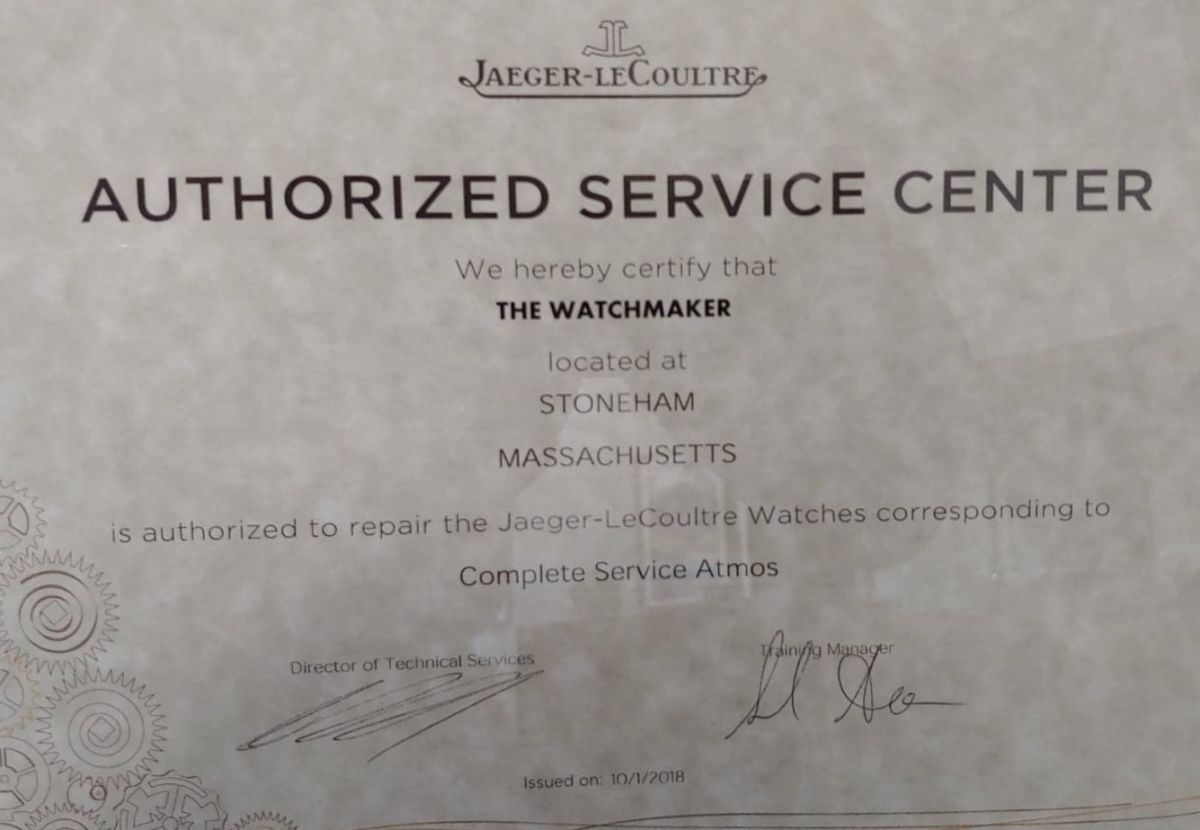 JAEGER-LECOULTRE
AUTHORIZED SERVICE CENTER
We hereby certify that
THE WATCHMAKER
located at
STONEHAM
MASSACHUSETTS
is authorized to repair the Jaeger-LeCoultre Watches corresponding to
Complete Service Atmos
Director of Technical Services
Training Manager
Issued on: 10/1/2018